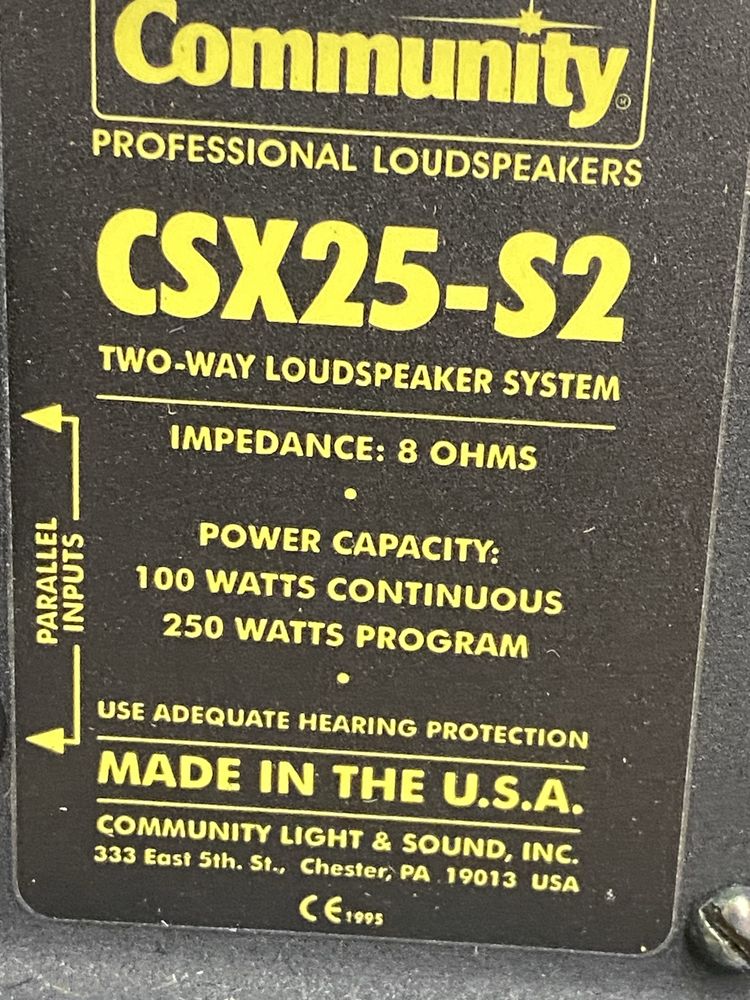 Community®
PROFESSIONAL LOUDSPEAKERS
CSX25-S2
TWO-WAY LOUDSPEAKER SYSTEM
IMPEDANCE: 8 OHMS
•
PARALLEL
INPUTS
POWER CAPACITY:
100 WATTS CONTINUOUS
250 WATTS PROGRAM
•
USE ADEQUATE HEARING PROTECTION
MADE IN THE U.S.A.
COMMUNITY LIGHT & SOUND, INC.
333 East 5th. St., Chester, PA 19013 USA
CE 1995